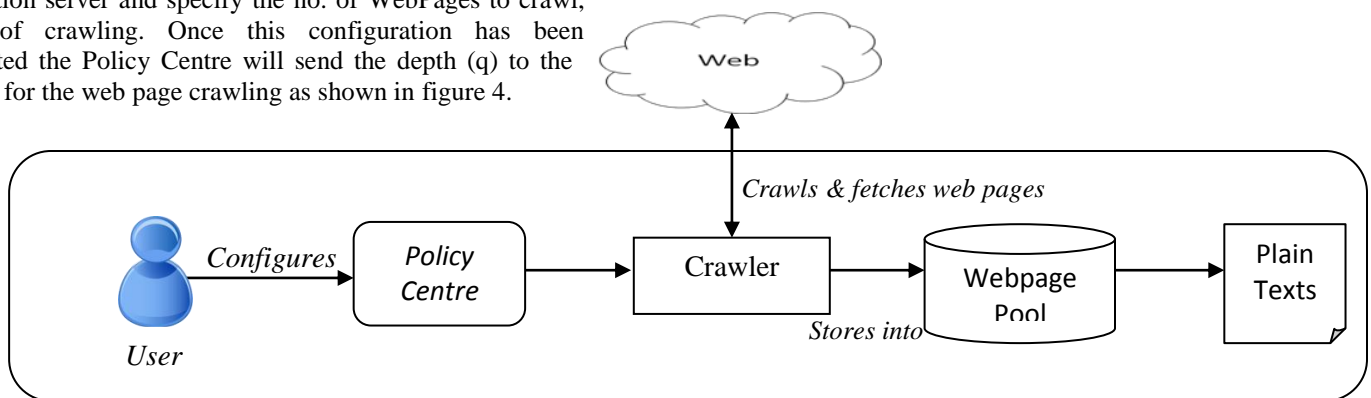 tion server and specify the no. of WebPages to crawl,
of crawling. Once this configuration has been
ted the Policy Centre will send the depth (q) to the
for the web page crawling as shown in figure 4.
Web
Crawls & fetches web pages
Configures
Policy
Centre
Crawler
Webpage
Pool
Plain
Texts
Stores into
User